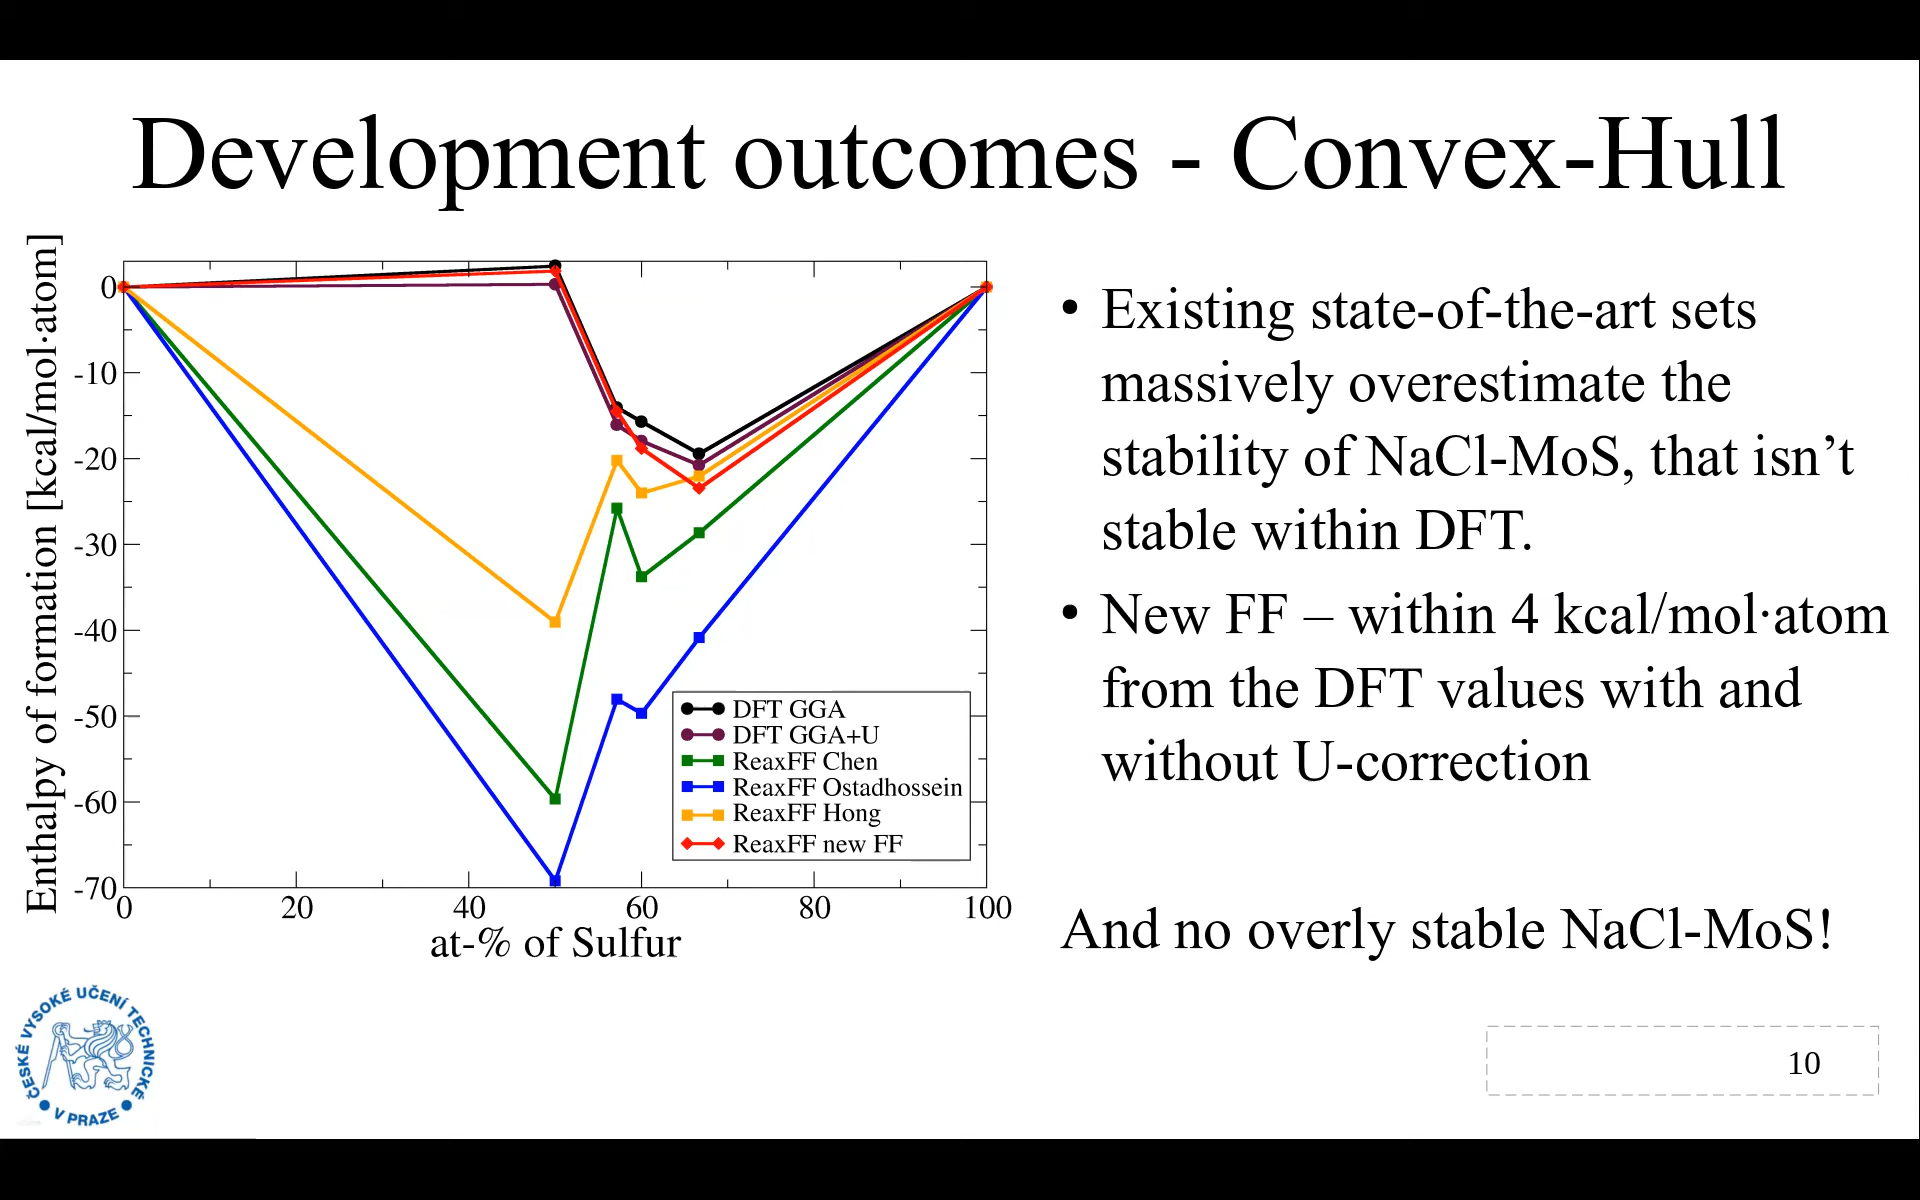 Development outcomes - Convex-Hull
Enthalpy of formation [kcal/mol·atom]
0
-10
-20
-30
-40
-50
-60
-70
0
20
40
60
80
100
at-% of Sulfur
DFT GGA
DFT GGA+U
ReaxFF Chen
ReaxFF Ostadhossein
ReaxFF Hong
ReaxFF new FF
• Existing state-of-the-art sets
massively overestimate the
stability of NaCl-MoS, that isn’t
stable within DFT.
• New FF – within 4 kcal/mol·atom
from the DFT values with and
without U-correction
And no overly stable NaCl-MoS!
ČESKÉ VYSOKÉ UČENÍ TECHNICKÉ
V PRAZE
10